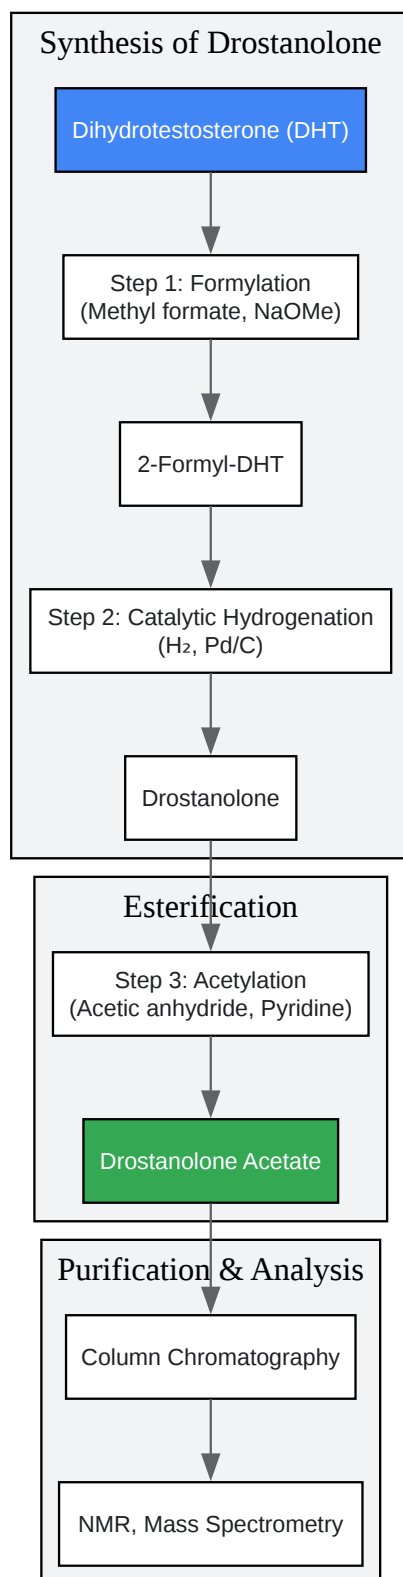 Synthesis of Drostanolone
Dihydrotestosterone (DHT)
Step 1: Formylation
(Methyl formate, NaOMe)
2-Formyl-DHT
Step 2: Catalytic Hydrogenation
(H₂, Pd/C)
Drostanolone
Esterification
Step 3: Acetylation
(Acetic anhydride, Pyridine)
Drostanolone Acetate
Purification & Analysis
Column Chromatography
NMR, Mass Spectrometry